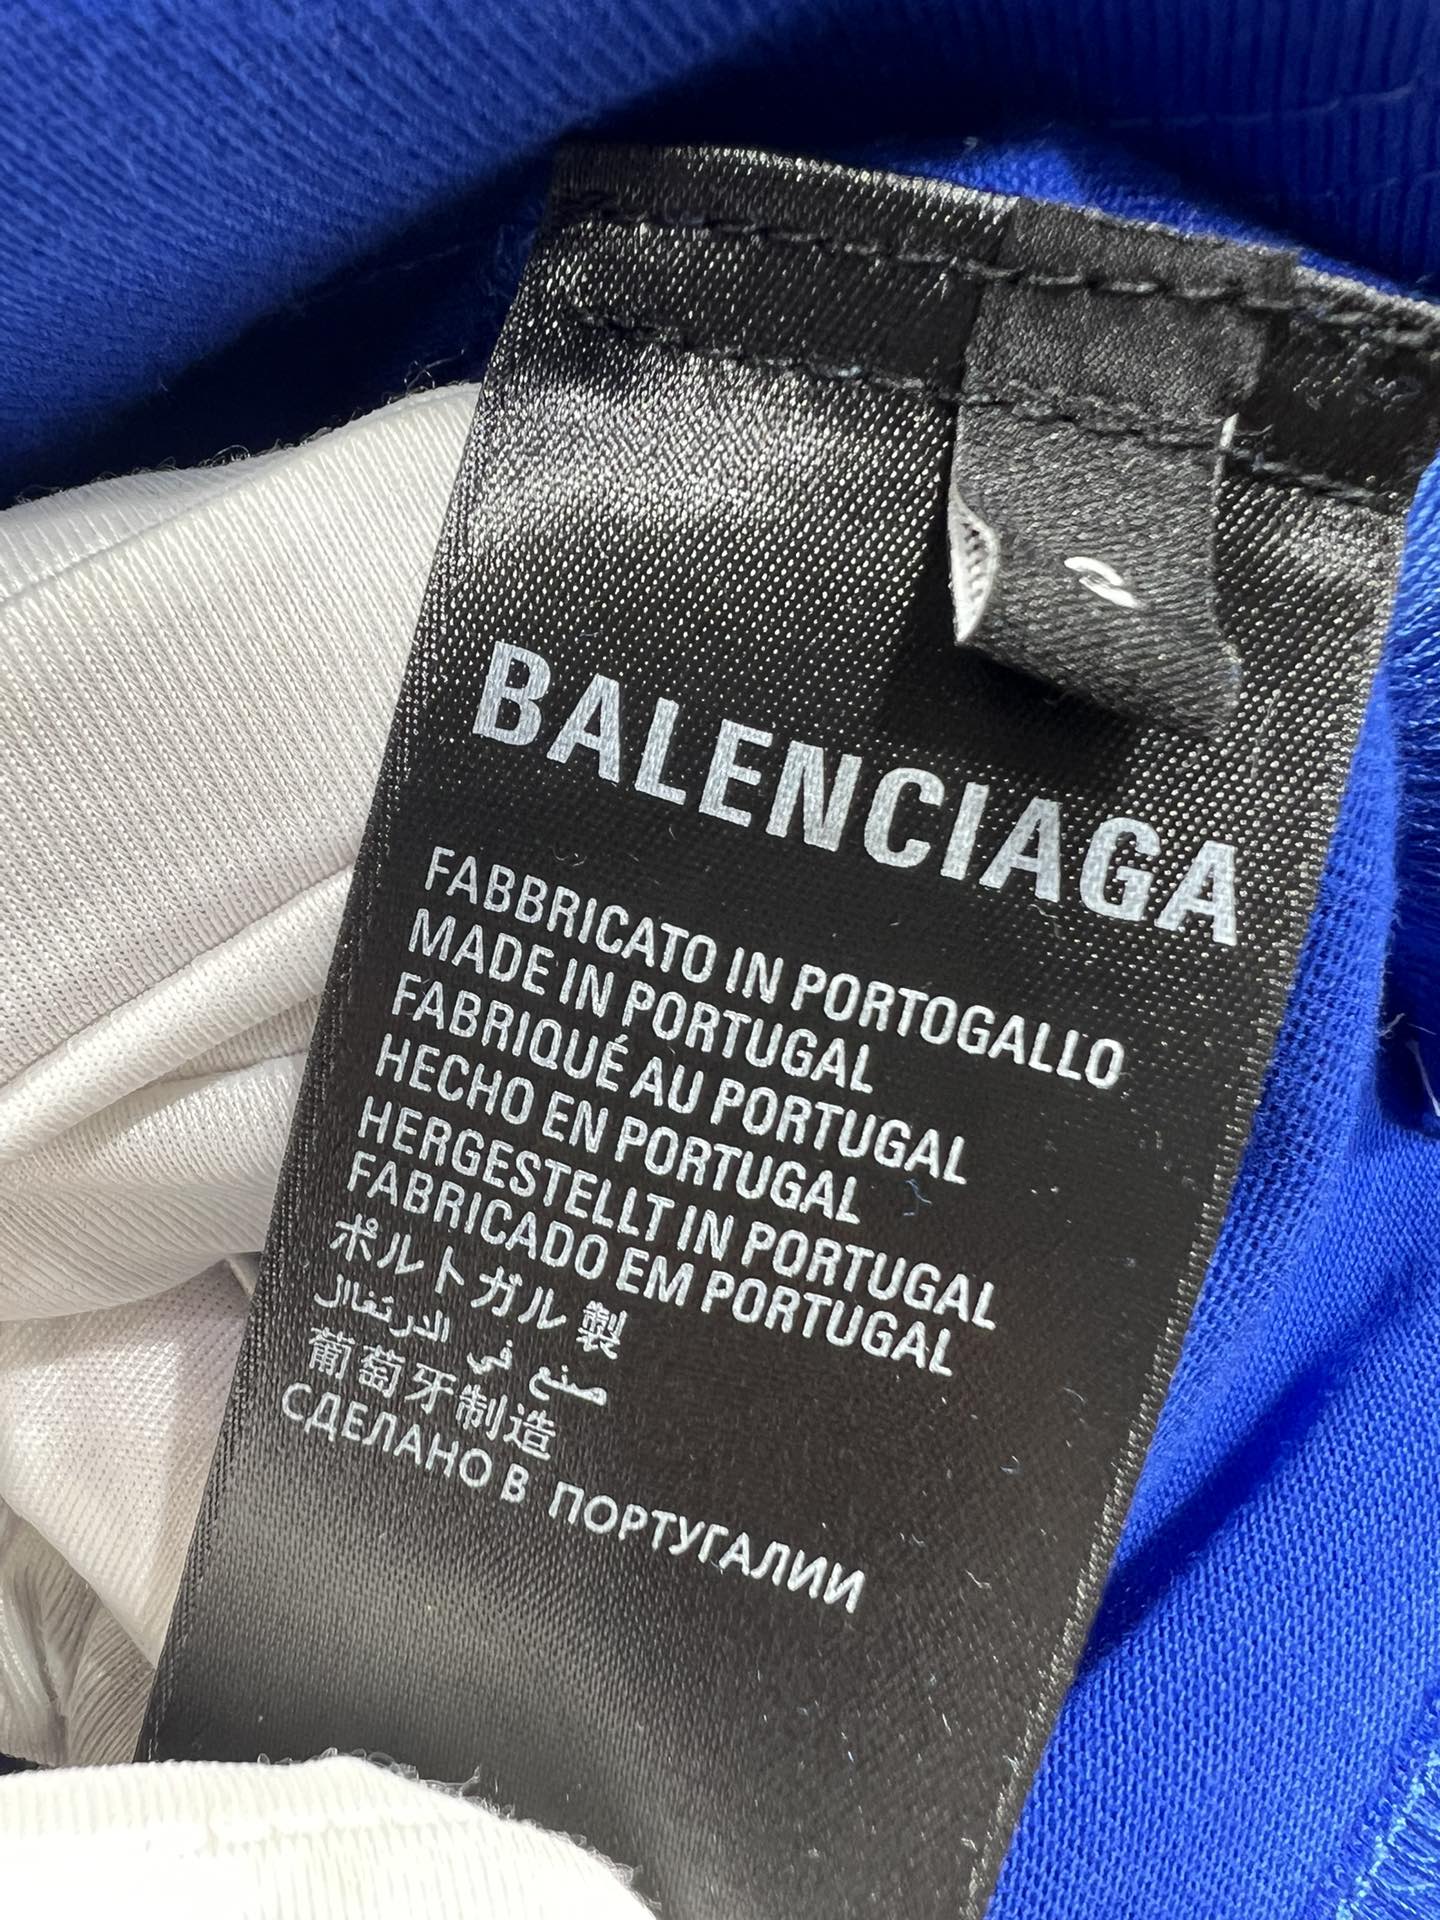 2
BALENCIAGA
FABBRICATO IN PORTOGALLO
MADE IN PORTUGAL
FABRIQUÉ AU PORTUGAL
HECHO EN PORTUGAL
HERGESTELLT IN PORTUGAL
FABRICADO EM PORTUGAL
ポルトガル 製
صنع في البرتغال
葡萄牙制造
СДЕЛАНО В ПОРТУГАЛИИ